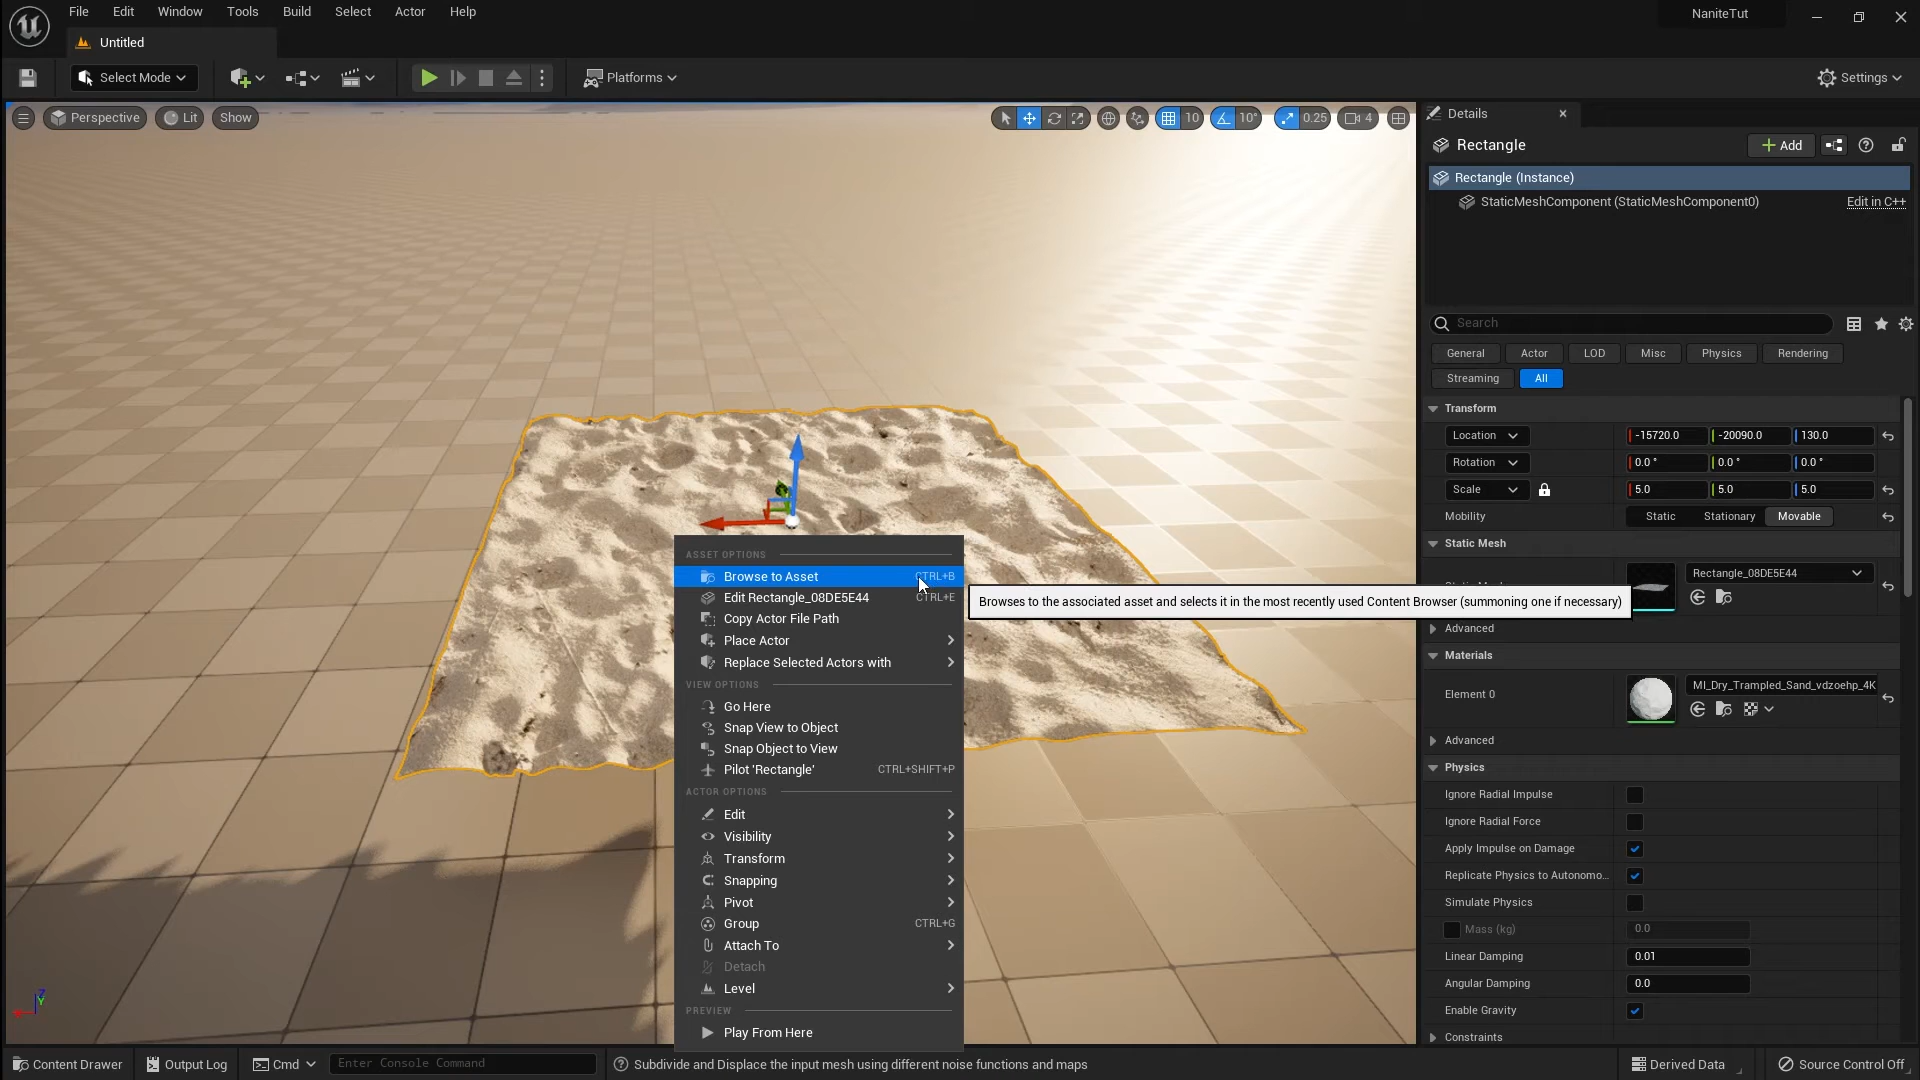 File Edit Window Tools Build Select Actor Help
NaniteTut
Untitled
Select Mode
Platforms
Settings
Perspective Lit Show
10 10° 0.25 4
Details
Rectangle
Add
Rectangle (Instance)
StaticMeshComponent (StaticMeshComponent0) Edit in C++
Search
General Actor LOD Misc Physics Rendering
Streaming All
Transform
Location -15720.0 -20090.0 130.0
Rotation 0.0 ° 0.0 ° 0.0 °
Scale 5.0 5.0 5.0
Mobility Static Stationary Movable
Static Mesh
Rectangle_08DE5E44
Advanced
Materials
Element 0 MI_Dry_Trampled_Sand_vdzoehp_4K
Advanced
Physics
Ignore Radial Impulse
Ignore Radial Force
Apply Impulse on Damage
Replicate Physics to Autonomo...
Simulate Physics
Mass (kg) 0.0
Linear Damping 0.01
Angular Damping 0.0
Enable Gravity
Constraints
ASSET OPTIONS
Browse to Asset CTRL+B
Edit Rectangle_08DE5E44 CTRL+E
Browses to the associated asset and selects it in the most recently used Content Browser (summoning one if necessary)
Copy Actor File Path
Place Actor
Replace Selected Actors with
VIEW OPTIONS
Go Here
Snap View to Object
Snap Object to View
Pilot 'Rectangle' CTRL+SHIFT+P
ACTOR OPTIONS
Edit
Visibility
Transform
Snapping
Pivot
Group CTRL+G
Attach To
Detach
Level
PREVIEW
Play From Here
Z
Content Drawer Output Log Cmd Enter Console Command Subdivide and Displace the input mesh using different noise functions and maps Derived Data Source Control Off